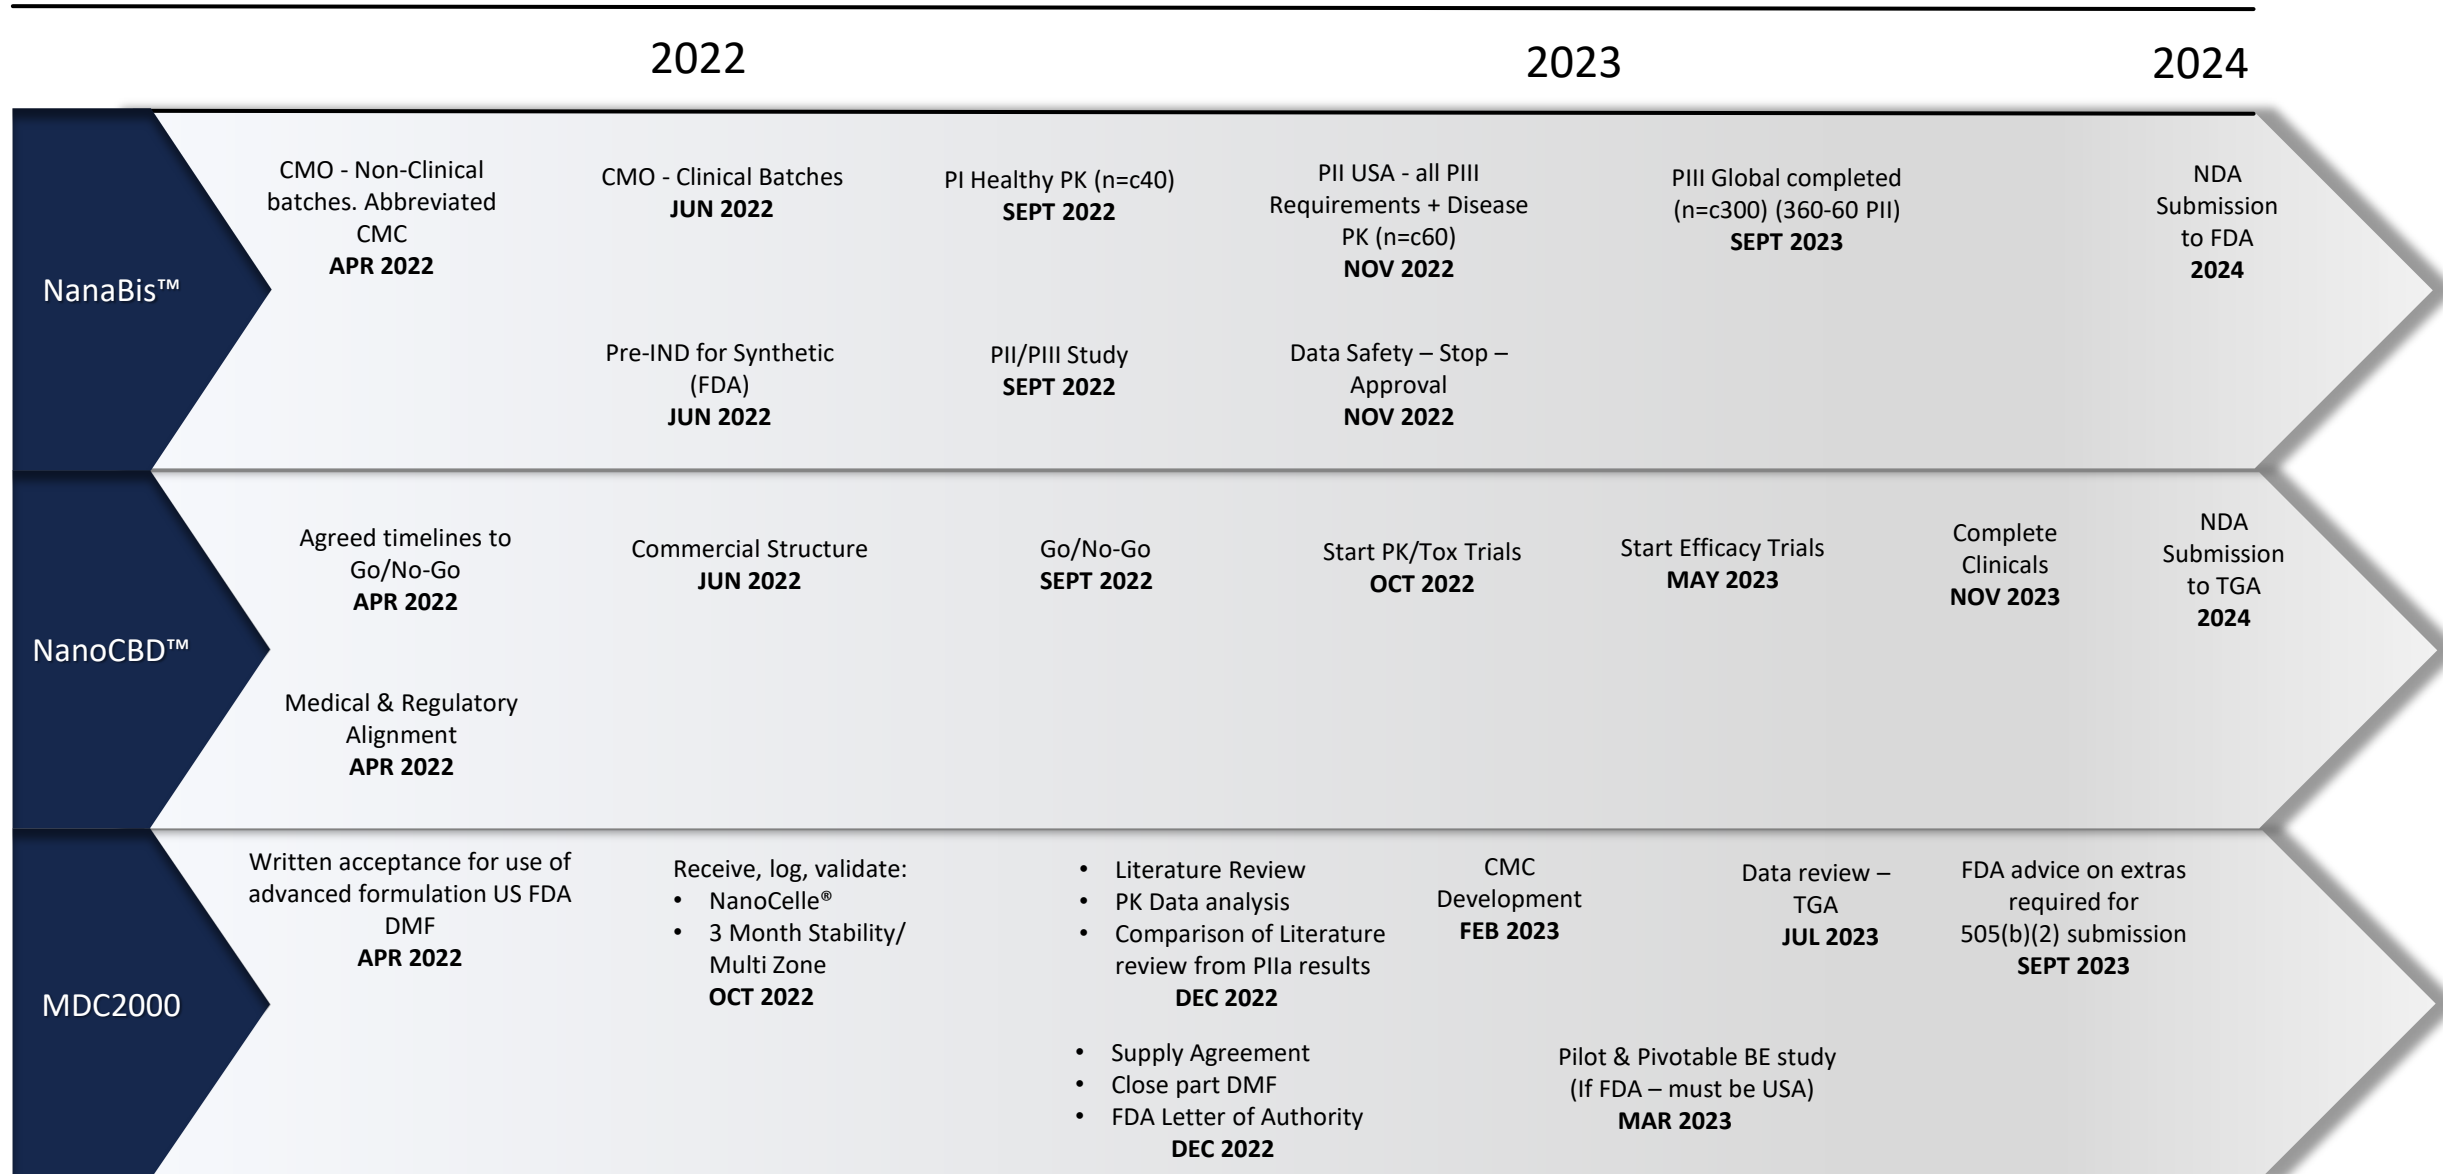 2022
2023
2024
NanaBis™
CMO - Non-Clinical
batches. Abbreviated
CMC
APR 2022
CMO - Clinical Batches
JUN 2022
PI Healthy PK (n=c40)
SEPT 2022
PII USA - all PIII
Requirements + Disease
PK (n=c60)
NOV 2022
PIII Global completed
(n=c300) (360-60 PII)
SEPT 2023
NDA
Submission
to FDA
2024
Pre-IND for Synthetic
(FDA)
JUN 2022
PII/PIII Study
SEPT 2022
Data Safety – Stop –
Approval
NOV 2022
NanoCBD™
Agreed timelines to
Go/No-Go
APR 2022
Commercial Structure
JUN 2022
Go/No-Go
SEPT 2022
Start PK/Tox Trials
OCT 2022
Start Efficacy Trials
MAY 2023
Complete
Clinicals
NOV 2023
NDA
Submission
to TGA
2024
Medical & Regulatory
Alignment
APR 2022
MDC2000
Written acceptance for use of
advanced formulation US FDA
DMF
APR 2022
Receive, log, validate:
• NanoCelle®
• 3 Month Stability/
Multi Zone
OCT 2022
• Literature Review
• PK Data analysis
• Comparison of Literature
review from PIIa results
DEC 2022
CMC
Development
FEB 2023
Data review –
TGA
JUL 2023
FDA advice on extras
required for
505(b)(2) submission
SEPT 2023
• Supply Agreement
• Close part DMF
• FDA Letter of Authority
DEC 2022
Pilot & Pivotable BE study
(If FDA – must be USA)
MAR 2023